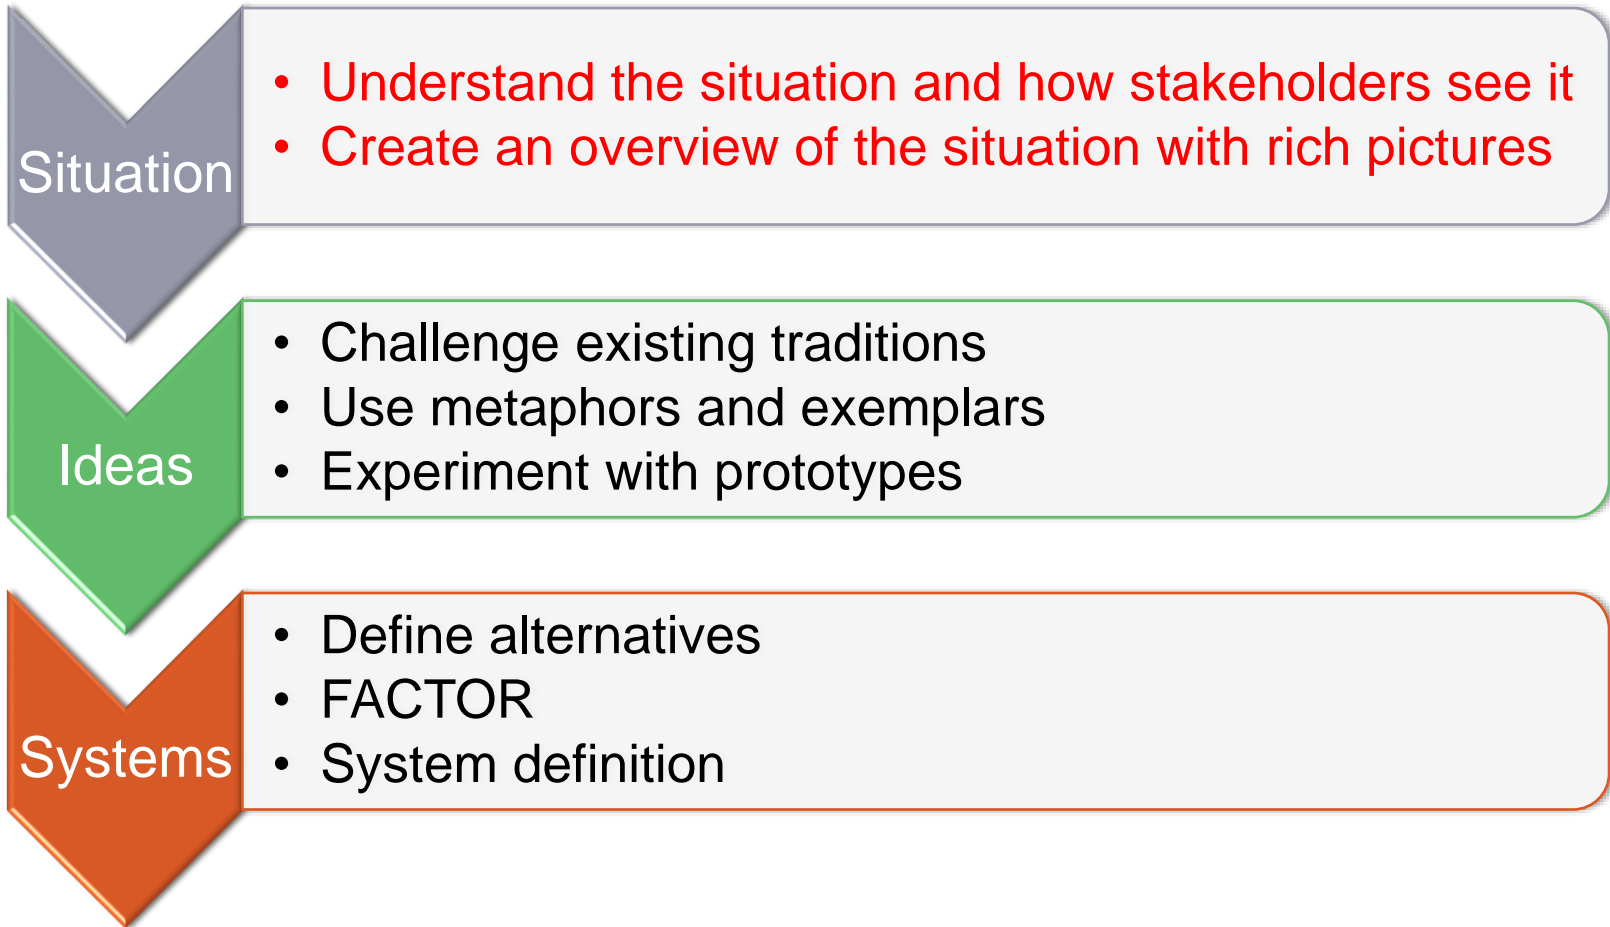 Situation
• Understand the situation and how stakeholders see it
• Create an overview of the situation with rich pictures
Ideas
• Challenge existing traditions
• Use metaphors and exemplars
• Experiment with prototypes
Systems
• Define alternatives
• FACTOR
• System definition